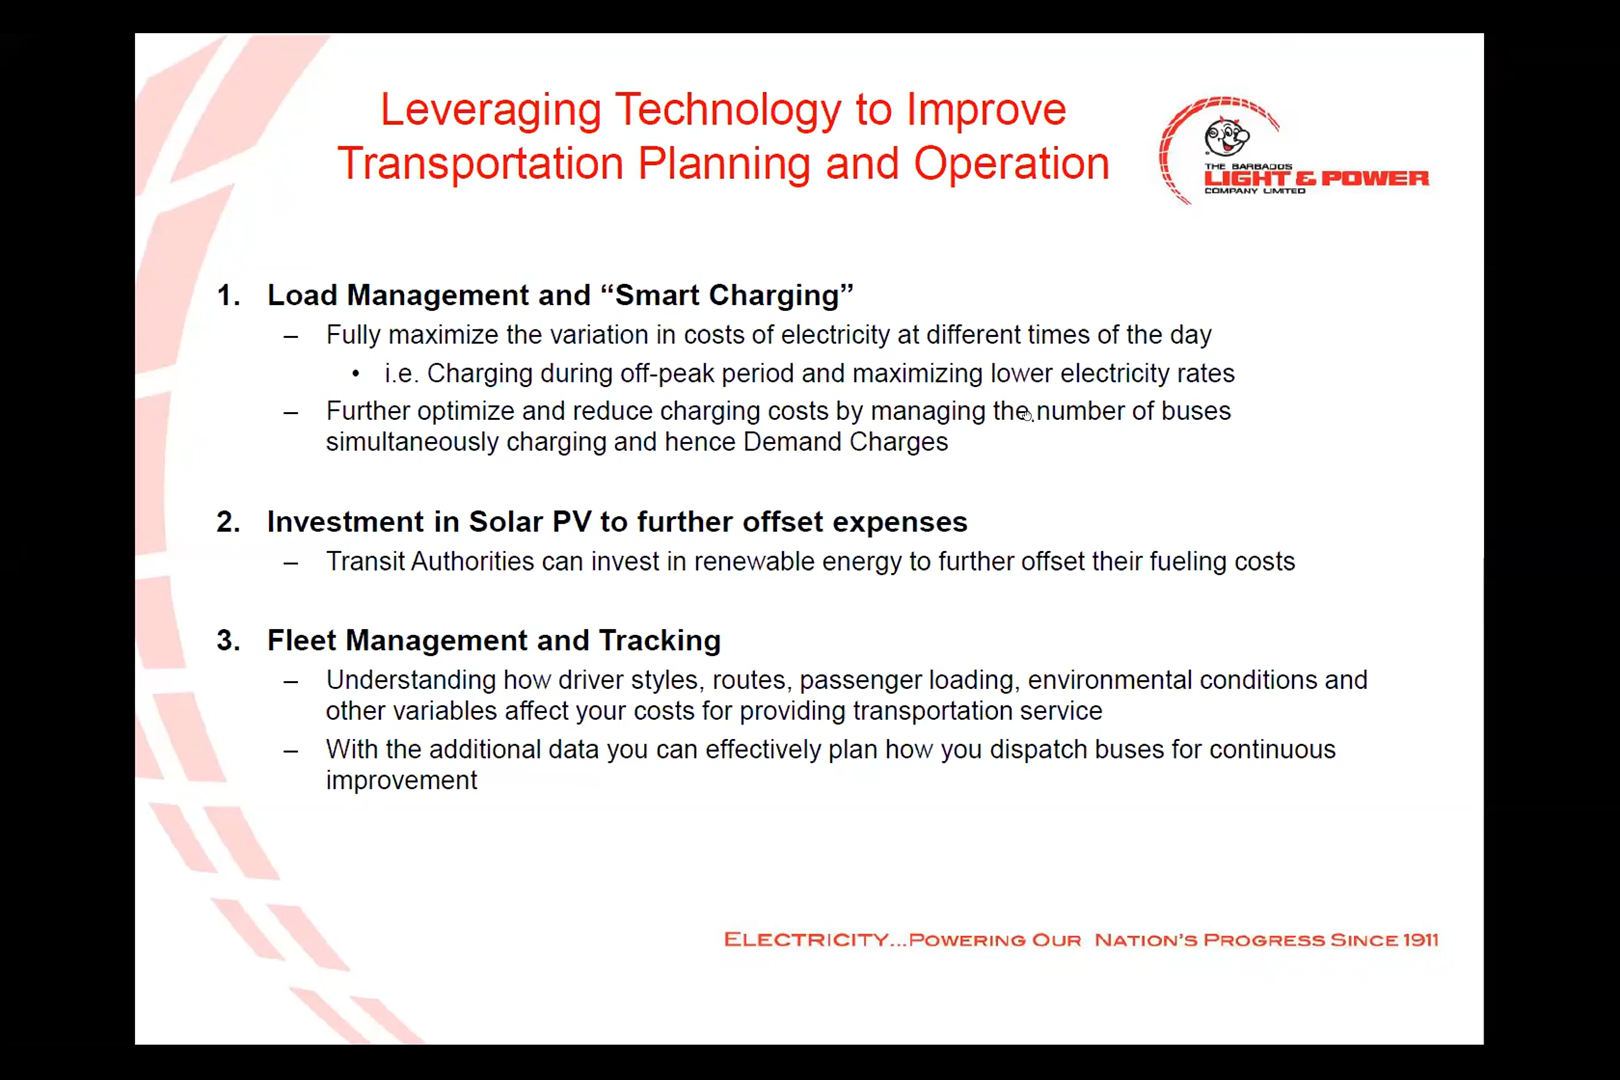 Leveraging Technology to Improve
Transportation Planning and Operation
THE BARBADOS
LIGHT & POWER
COMPANY LIMITED
1. Load Management and “Smart Charging”
– Fully maximize the variation in costs of electricity at different times of the day
• i.e. Charging during off-peak period and maximizing lower electricity rates
– Further optimize and reduce charging costs by managing the number of buses
simultaneously charging and hence Demand Charges
2. Investment in Solar PV to further offset expenses
– Transit Authorities can invest in renewable energy to further offset their fueling costs
3. Fleet Management and Tracking
– Understanding how driver styles, routes, passenger loading, environmental conditions and
other variables affect your costs for providing transportation service
– With the additional data you can effectively plan how you dispatch buses for continuous
improvement
ELECTRICITY...POWERING OUR NATION'S PROGRESS SINCE 1911